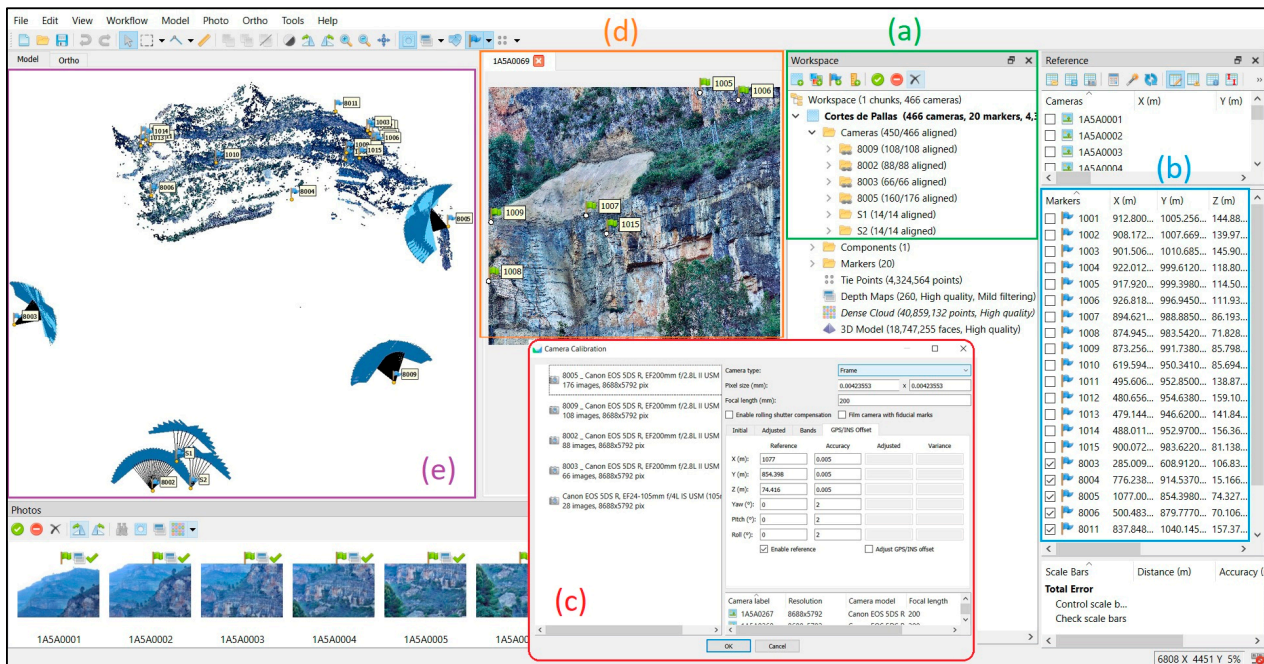 File Edit View Workflow Model Photo Ortho Tools Help
Model Ortho
8011
1003
1014
1013
1006
1010
1015
8006
8004
8005
8003
8009
S1
8002
S2
(e)
(d)
1A5A0069
1005
1006
1007
1009
1015
1008
(a)
Workspace
Workspace (1 chunks, 466 cameras)
Cortes de Pallas (466 cameras, 20 markers, 4,3
Cameras (450/466 aligned)
8009 (108/108 aligned)
8002 (88/88 aligned)
8003 (66/66 aligned)
8005 (160/176 aligned)
S1 (14/14 aligned)
S2 (14/14 aligned)
Components (1)
Markers (20)
Tie Points (4,324,564 points)
Depth Maps (260, High quality, Mild filtering)
Dense Cloud (40,859,132 points, High quality)
3D Model (18,747,255 faces, High quality)
Reference
Cameras X (m) Y (m)
1A5A0001
1A5A0002
1A5A0003
1A5A0004
(b)
Markers X (m) Y (m) Z (m)
1001 912.800... 1005.256... 144.88...
1002 908.172... 1007.669... 139.97...
1003 901.506... 1010.685... 145.90...
1004 922.012... 999.6120... 118.80...
1005 917.920... 999.3980... 114.50...
1006 926.818... 996.9450... 111.93...
1007 894.621... 988.8850... 86.193...
1008 874.945... 983.5420... 71.828...
1009 873.256... 991.7380... 85.798...
1010 619.594... 950.3410... 85.694...
1011 495.606... 952.8500... 138.87...
1012 480.656... 954.6380... 159.10...
1013 479.144... 946.6200... 141.84...
1014 488.011... 952.9700... 156.36...
1015 900.072... 983.6220... 81.138...
8003 285.009... 608.9120... 106.83...
8004 776.238... 914.5370... 15.166...
8005 1077.00... 854.3980... 74.327...
8006 500.483... 879.7770... 70.106...
8011 837.848... 1040.145... 157.37...
Scale Bars Distance (m) Accuracy (
Total Error
Control scale b...
Check scale bars
6808 X 4451 Y 5%
Camera Calibration
8005 _ Canon EOS 5DS R, EF200mm f/2.8L II USM
176 images, 8688x5792 pix
8009 _ Canon EOS 5DS R, EF200mm f/2.8L II USM
108 images, 8688x5792 pix
8002 _ Canon EOS 5DS R, EF200mm f/2.8L II USM
88 images, 8688x5792 pix
8003 _ Canon EOS 5DS R, EF200mm f/2.8L II USM
66 images, 8688x5792 pix
Canon EOS 5DS R, EF24-105mm f/4L IS USM (105
28 images, 8688x5792 pix
(c)
Camera type: Frame
Pixel size (mm): 0.00423553 x 0.00423553
Focal length (mm): 200
Enable rolling shutter compensation Film camera with fiducial marks
Initial Adjusted Bands GPS/INS Offset
Reference Accuracy Adjusted Variance
X (m): 1077 0.005
Y (m): 854.398 0.005
Z (m): 74.416 0.005
Yaw (°): 0 2
Pitch (°): 0 2
Roll (°): 0 2
Enable reference Adjust GPS/INS offset
Camera label Resolution Camera model Focal length
1A5A0267 8688x5792 Canon EOS 5DS R 200
OK Cancel
Photos
1A5A0001 1A5A0002 1A5A0003 1A5A0004 1A5A0005